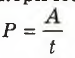 P = A / t